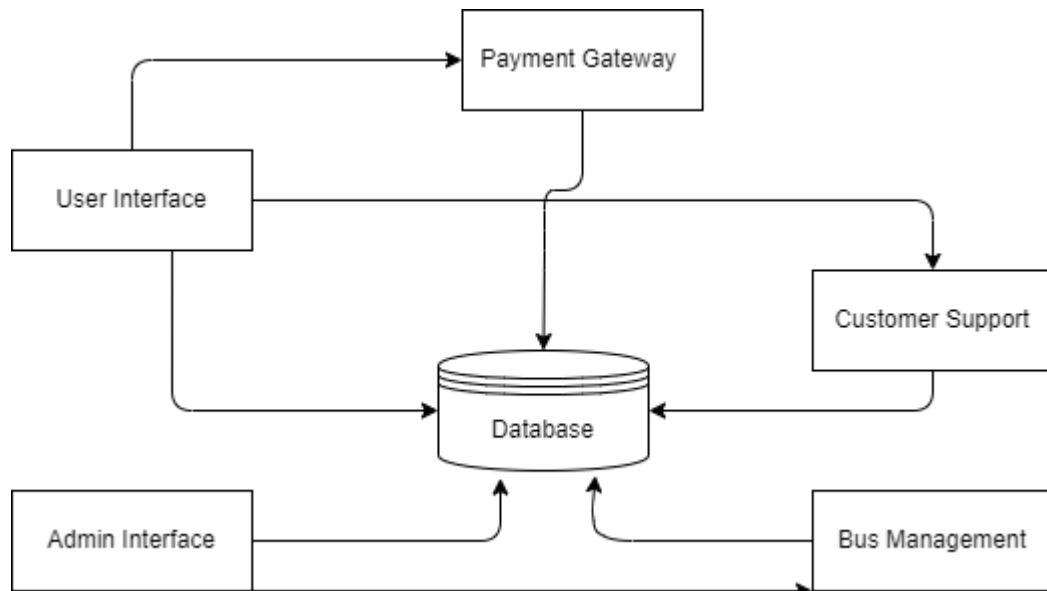 Payment Gateway
User Interface
Customer Support
Database
Admin Interface
Bus Management